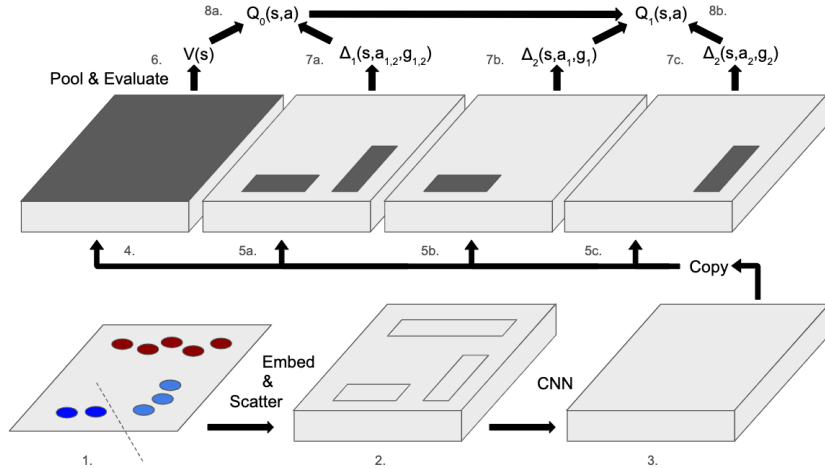 8a. Q₀(s,a) Q₁(s,a) 8b.
6. V(s) 7a. Δ₁(s,a₁,₂,g₁,₂) 7b. Δ₂(s,a₁,g₁) 7c. Δ₂(s,a₂,g₂)
Pool & Evaluate
4. 5a. 5b. 5c.
Copy
Embed
&
Scatter
CNN
1. 2. 3.